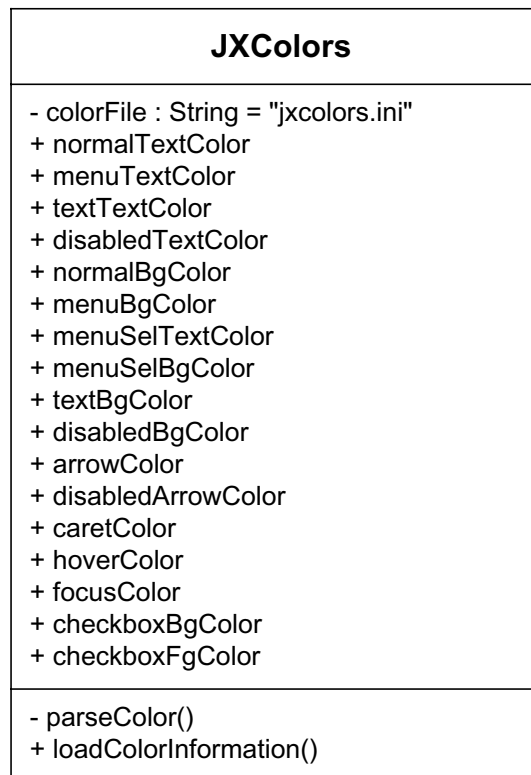 JXColors
- colorFile : String = "jxcolors.ini"
+ normalTextColor
+ menuTextColor
+ textTextColor
+ disabledTextColor
+ normalBgColor
+ menuBgColor
+ menuSelTextColor
+ menuSelBgColor
+ textBgColor
+ disabledBgColor
+ arrowColor
+ disabledArrowColor
+ caretColor
+ hoverColor
+ focusColor
+ checkboxBgColor
+ checkboxFgColor
- parseColor()
+ loadColorInformation()